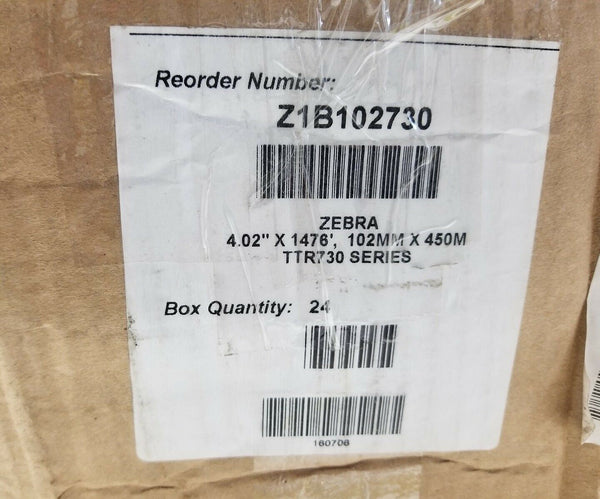 Reorder Number:
Z1B102730
ZEBRA
4.02" X 1476', 102MM X 450M
TTR730 SERIES
Box Quantity: 24
160706